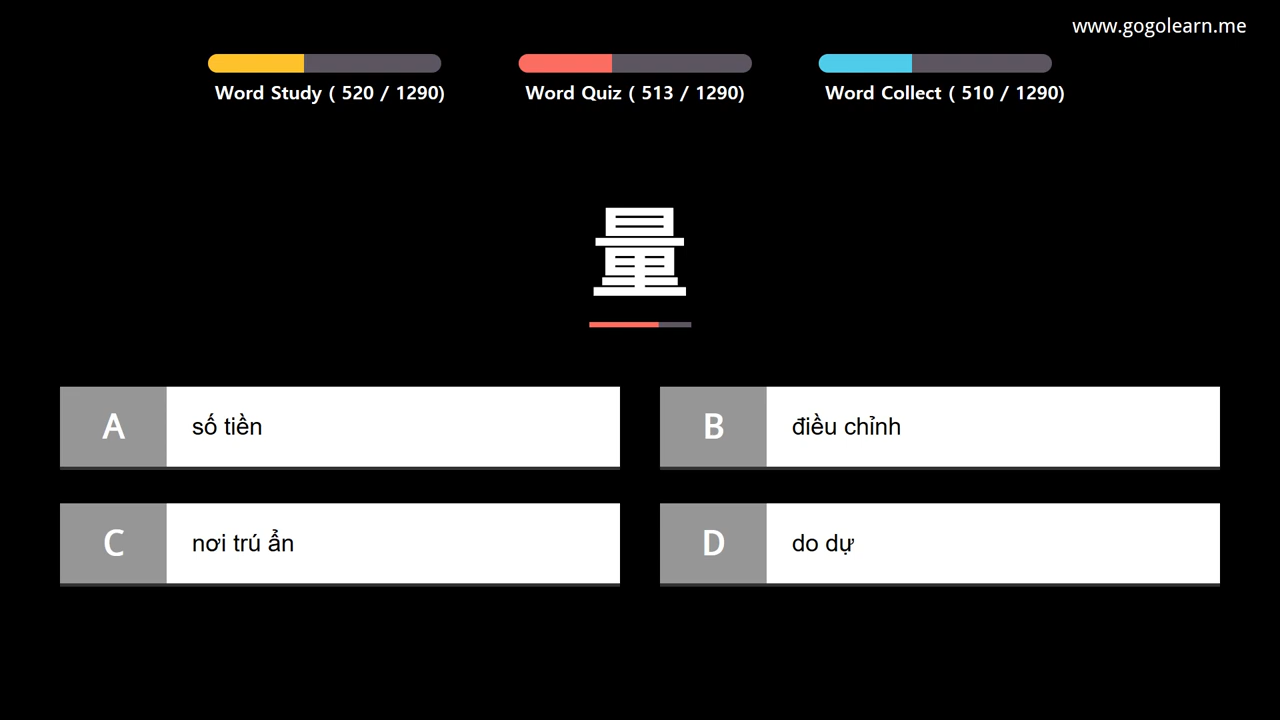 www.gogolearn.me
Word Study ( 520 / 1290)
Word Quiz ( 513 / 1290)
Word Collect ( 510 / 1290)
量
A
số tiền
B
điều chỉnh
C
nơi trú ẩn
D
do dự